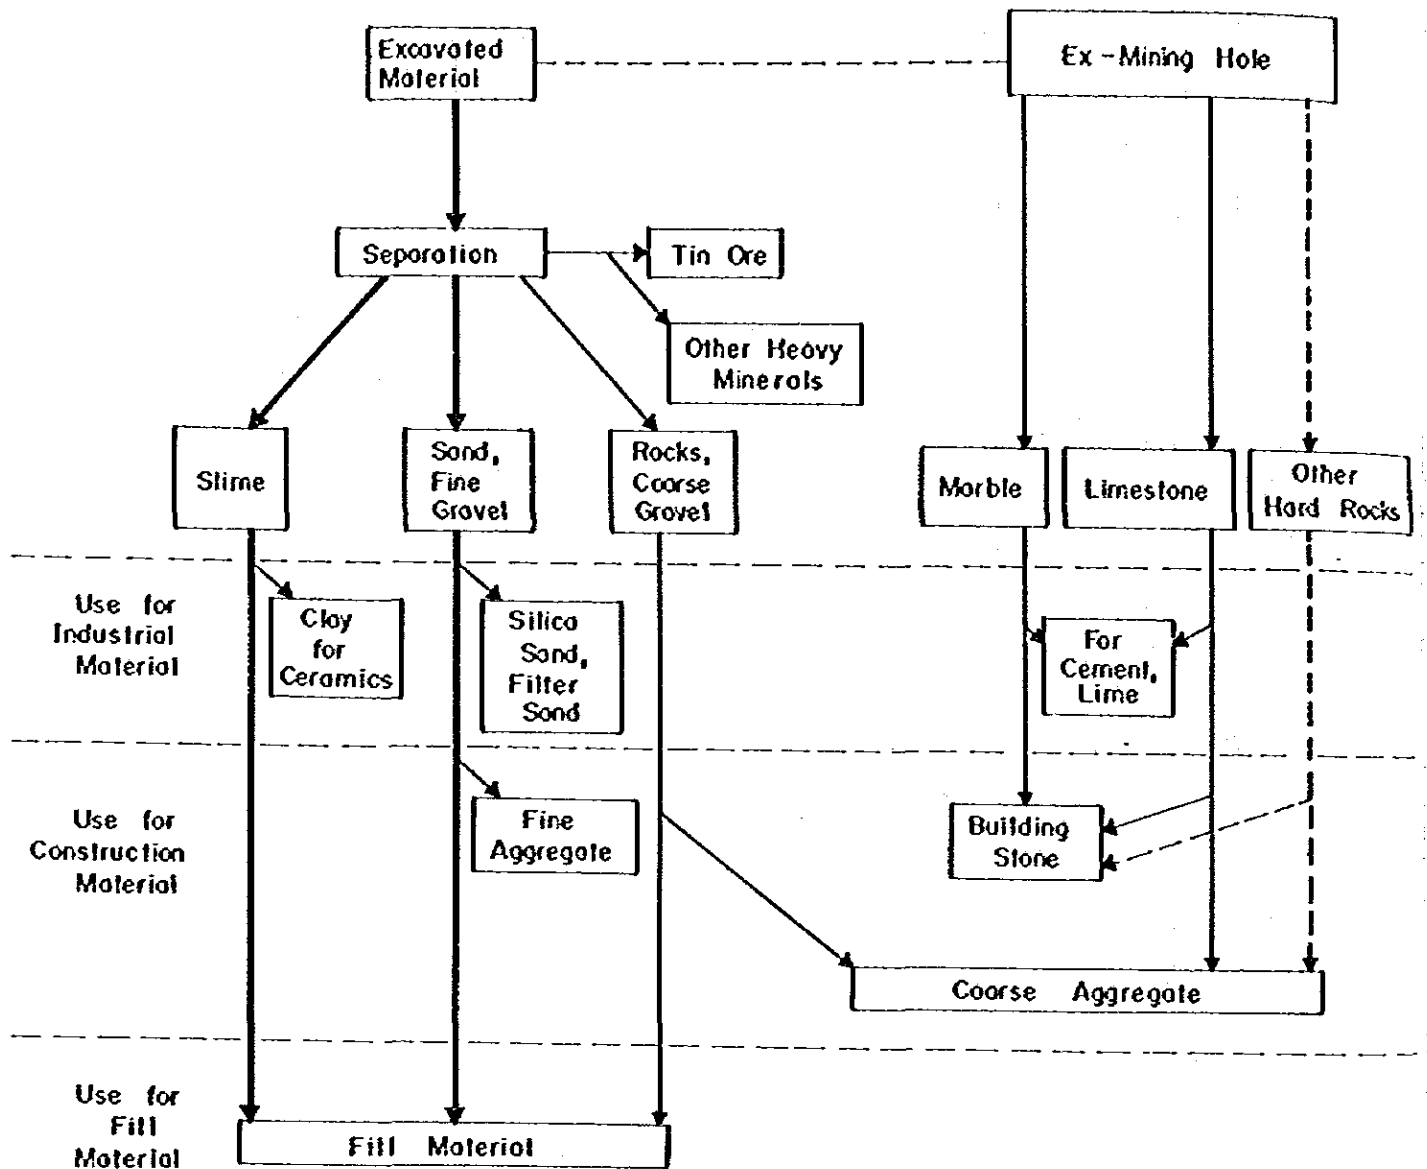 Excavated
Material
Ex-Mining Hole
Separation
Tin Ore
Other Heavy
Minerals
Slime
Sand,
Fine
Gravel
Rocks,
Coarse
Gravel
Marble
Limestone
Other
Hard Rocks
Use for
Industrial
Material
Clay
for
Ceramics
Silica
Sand,
Filter
Sand
For
Cement,
Lime
Use for
Construction
Material
Fine
Aggregate
Building
Stone
Coarse Aggregate
Use for
Fill
Material
Fill Material